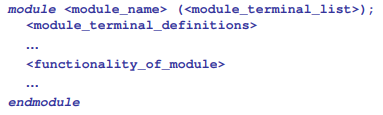 module <module_name> (<module_terminal_list>);
<module_terminal_definitions>
…
<functionality_of_module>
…
endmodule